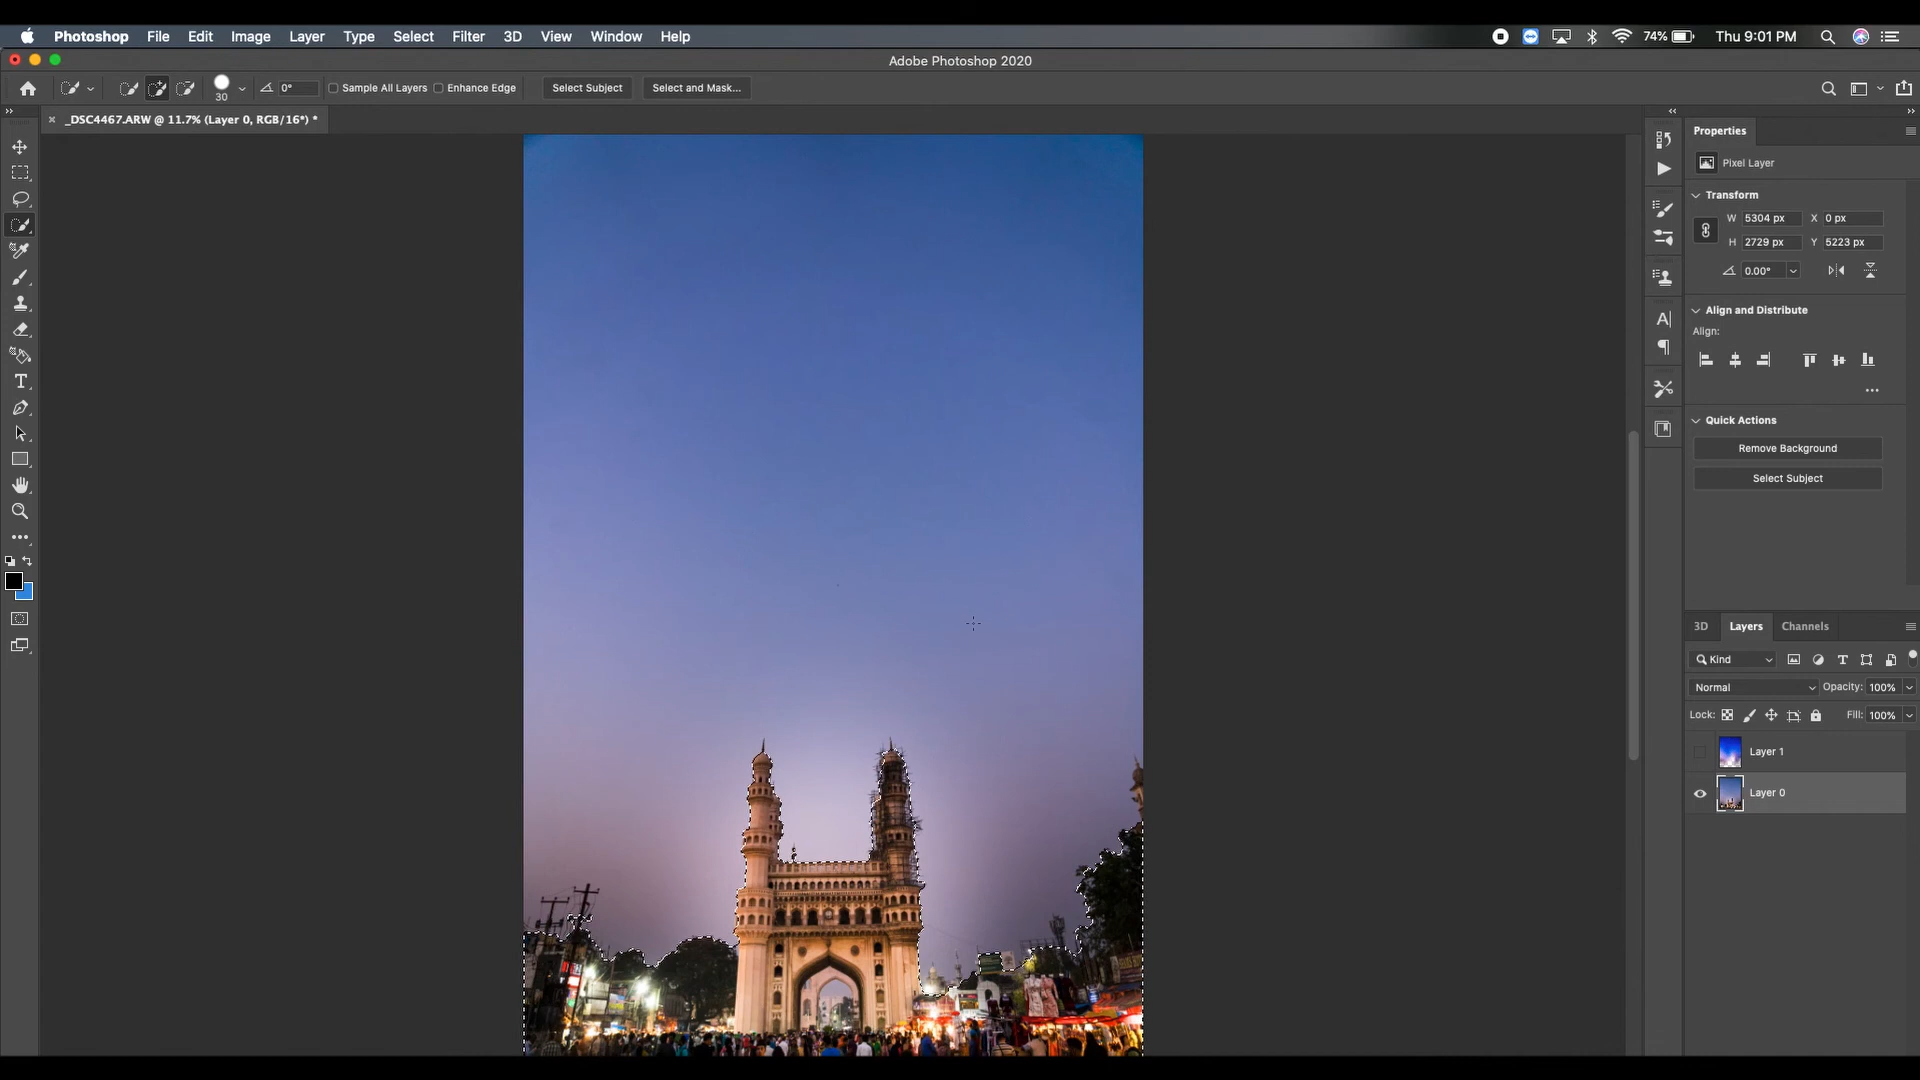 Photoshop File Edit Image Layer Type Select Filter 3D View Window Help 74% Thu 9:01 PM
Adobe Photoshop 2020
30 0° Sample All Layers Enhance Edge Select Subject Select and Mask...
_DSC4467.ARW @ 11.7% (Layer 0, RGB/16*) *
Properties
Pixel Layer
Transform
W 5304 px X 0 px
H 2729 px Y 5223 px
0.00°
Align and Distribute
Align:
Quick Actions
Remove Background
Select Subject
3D Layers Channels
Kind
Normal Opacity: 100%
Lock: Fill: 100%
Layer 1
Layer 0